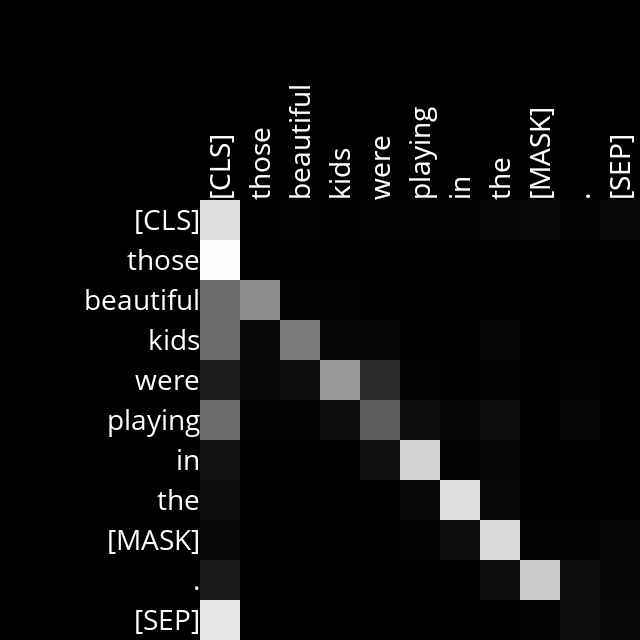 [CLS] those beautiful kids were playing in the [MASK] . [SEP]
[CLS]
those
beautiful
kids
were
playing
in
the
[MASK]
.
[SEP]